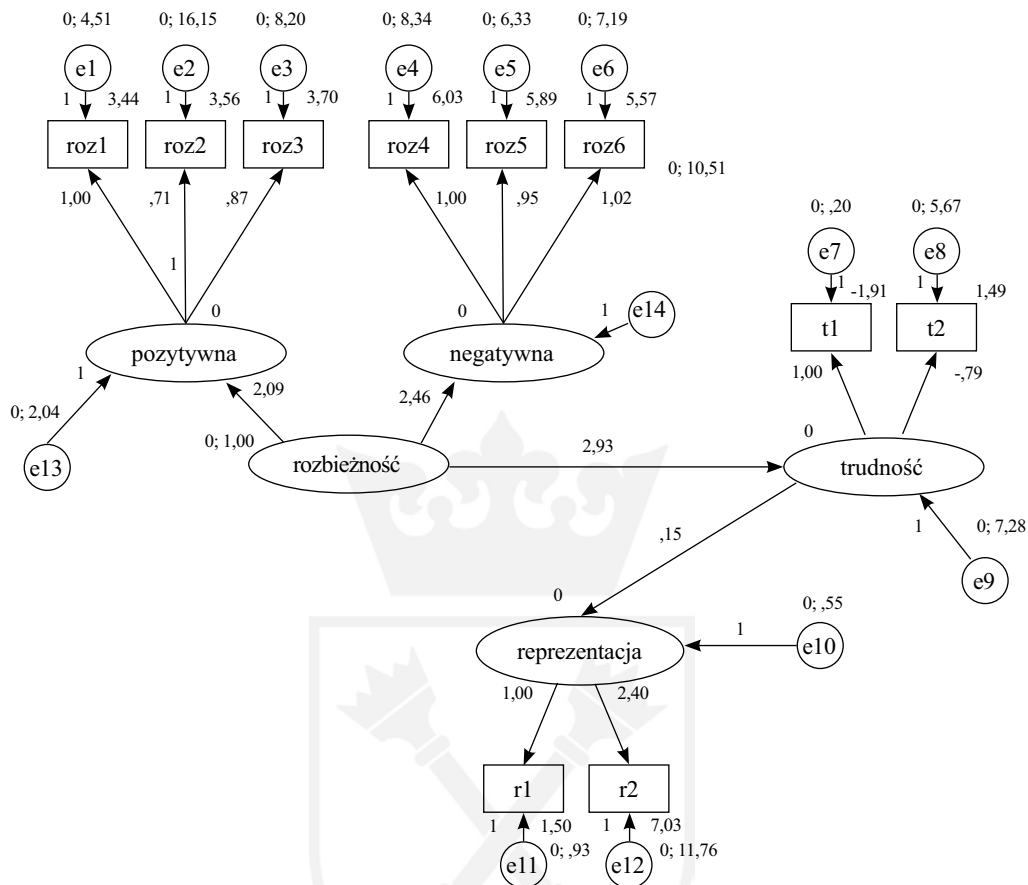 0; 4,51 0; 16,15 0; 8,20 0; 8,34 0; 6,33 0; 7,19
e1 e2 e3 e4 e5 e6
1 3,44 1 3,56 1 3,70 1 6,03 1 5,89 1 5,57
roz1 roz2 roz3 roz4 roz5 roz6
0; 10,51
1,00 ,71 ,87 1,00 ,95 1,02
0; ,20 0; 5,67
e7 e8
1 1
1 -1,91 1,49
0 0 1 e14
t1 t2
pozytywna negatywna
1 2,09 2,46 1,00 -,79
0; 2,04 0; 1,00 2,93 0
e13 rozbieżność trudność
,15 1 0; 7,28
e9
0 0; ,55
reprezentacja 1 e10
1,00 2,40
r1 r2
1 1,50 1 7,03
e11 0; ,93 e12 0; 11,76